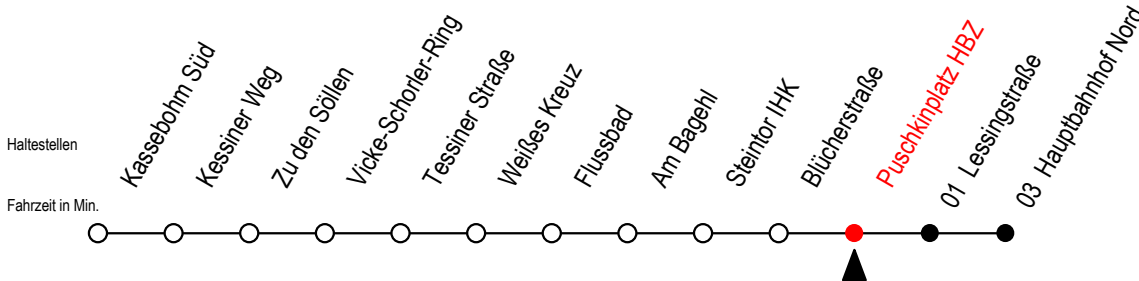 Haltestellen
Fahrzeit in Min.
Kassebohm Süd
Kessiner Weg
Zu den Söllen
Vicke-Schorler-Ring
Tessiner Straße
Weißes Kreuz
Flussbad
Am Bagehl
Steintor IHK
Blücherstraße
Puschkinplatz HBZ
01 Lessingstraße
03 Hauptbahnhof Nord